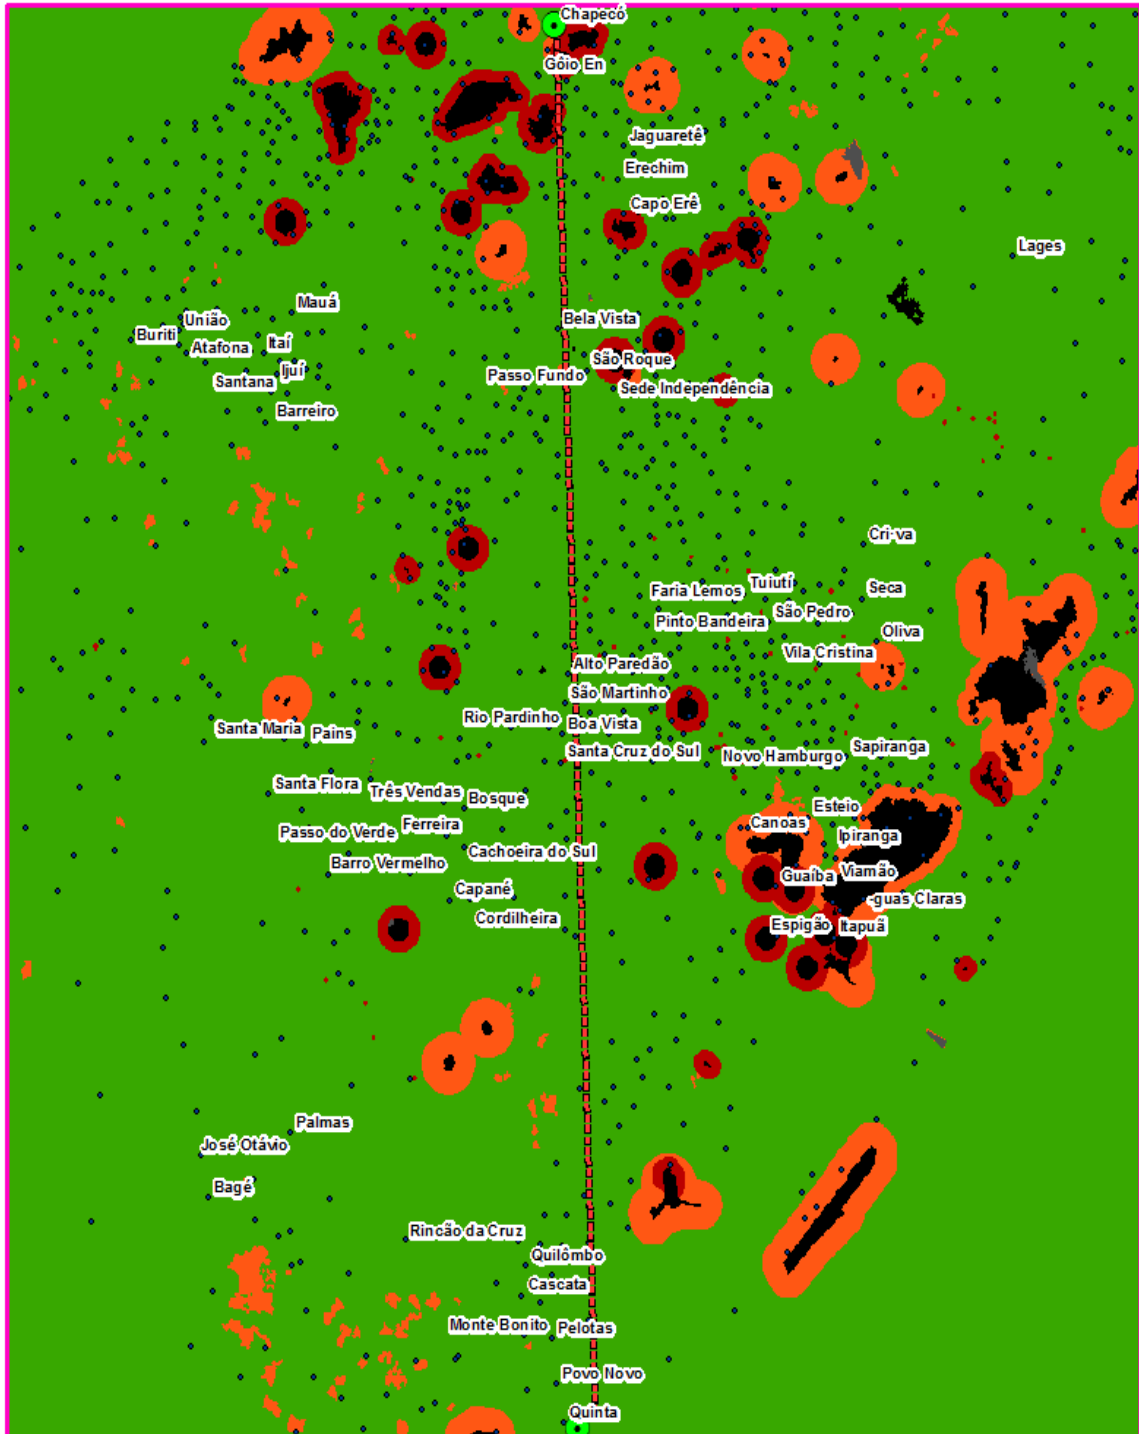 Chapecó
Gôio En
Jaguaretê
Erechim
Capo Erê
Lages
Mauá
Bela Vista
União
Buriti
Atafona
Itaí
São Roque
Ijuí
Passo Fundo
Santana
Sede Independência
Barreiro
Cri·va
Tuiutí
Faria Lemos
Seca
São Pedro
Pinto Bandeira
Oliva
Vila Cristina
Alto Paredão
São Martinho
Rio Pardinho
Boa Vista
Santa Maria
Pains
Santa Cruz do Sul
Novo Hamburgo
Sapiranga
Santa Flora
Três Vendas
Bosque
Esteio
Canoas
Ferreira
Passo do Verde
Ipiranga
Cachoeira do Sul
Barro Vermelho
Viamão
Guaíba
Capané
-guas Claras
Cordilheira
Espigão
Itapuã
Palmas
José Otávio
Bagé
Rincão da Cruz
Quilômbo
Cascata
Monte Bonito
Pelotas
Povo Novo
Quinta